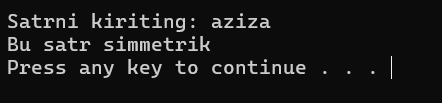 Satrni kiriting: aziza
Bu satr simmetrik
Press any key to continue . . .